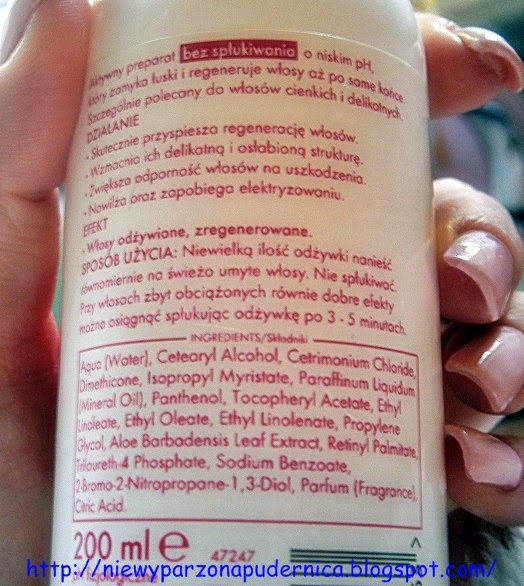 Aktywny preparat bez spłukiwania o niskim pH,
który zamyka łuski i regeneruje włosy aż po same końce.
Szczególnie polecany do włosów cienkich i delikatnych.
DZIAŁANIE
• Skutecznie przyspiesza regenerację włosów.
• Wzmacnia ich delikatną i osłabioną strukturę.
• Zwiększa odporność włosów na uszkodzenia.
• Nawilża oraz zapobiega elektryzowaniu.
EFEKT
• Włosy odżywione, zregenerowane.
SPOSÓB UŻYCIA: Niewielką ilość odżywki nanieść
równomiernie na świeżo umyte włosy. Nie spłukiwać.
Przy włosach zbyt obciążonych równie dobre efekty
można osiągnąć spłukując odżywkę po 3 - 5 minutach.
INGREDIENTS/Składniki
Aqua (Water), Cetearyl Alcohol, Cetrimonium Chloride,
Dimethicone, Isopropyl Myristate, Paraffinum Liquidum
(Mineral Oil), Panthenol, Tocopheryl Acetate, Ethyl
Linoleate, Ethyl Oleate, Ethyl Linolenate, Propylene
Glycol, Aloe Barbadensis Leaf Extract, Retinyl Palmitate,
Trilaureth-4 Phosphate, Sodium Benzoate,
2-Bromo-2-Nitropropane-1,3-Diol, Parfum (Fragrance),
Citric Acid.
200 ml e 47247
http://niewyparzonapudernica.blogspot.com/